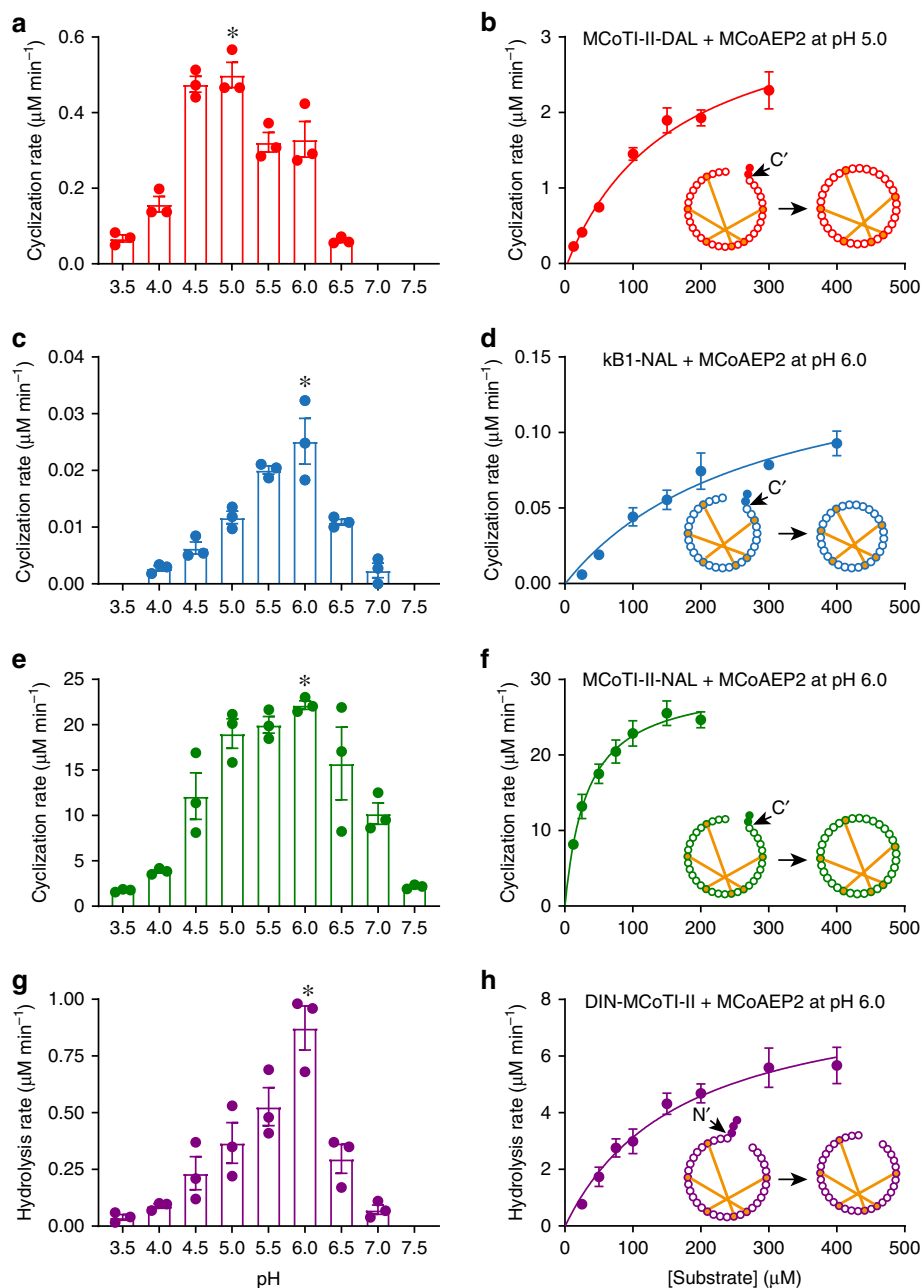 a
Cyclization rate (μM min⁻¹)
0.6
0.4
0.2
0.0
*
3.5 4.0 4.5 5.0 5.5 6.0 6.5 7.0 7.5
b
MCoTI-II-DAL + MCoAEP2 at pH 5.0
Cyclization rate (μM min⁻¹)
3
2
1
0
C′
0 100 200 300 400 500
c
Cyclization rate (μM min⁻¹)
0.04
0.03
0.02
0.01
0.00
*
3.5 4.0 4.5 5.0 5.5 6.0 6.5 7.0 7.5
d
kB1-NAL + MCoAEP2 at pH 6.0
Cyclization rate (μM min⁻¹)
0.15
0.10
0.05
0.00
C′
0 100 200 300 400 500
e
Cyclization rate (μM min⁻¹)
25
20
15
10
5
0
*
3.5 4.0 4.5 5.0 5.5 6.0 6.5 7.0 7.5
f
MCoTI-II-NAL + MCoAEP2 at pH 6.0
Cyclization rate (μM min⁻¹)
30
20
10
0
C′
0 100 200 300 400 500
g
Hydrolysis rate (μM min⁻¹)
1.00
0.75
0.50
0.25
0.00
*
3.5 4.0 4.5 5.0 5.5 6.0 6.5 7.0 7.5
pH
h
DIN-MCoTI-II + MCoAEP2 at pH 6.0
Hydrolysis rate (μM min⁻¹)
8
6
4
2
0
N′
0 100 200 300 400 500
[Substrate] (μM)